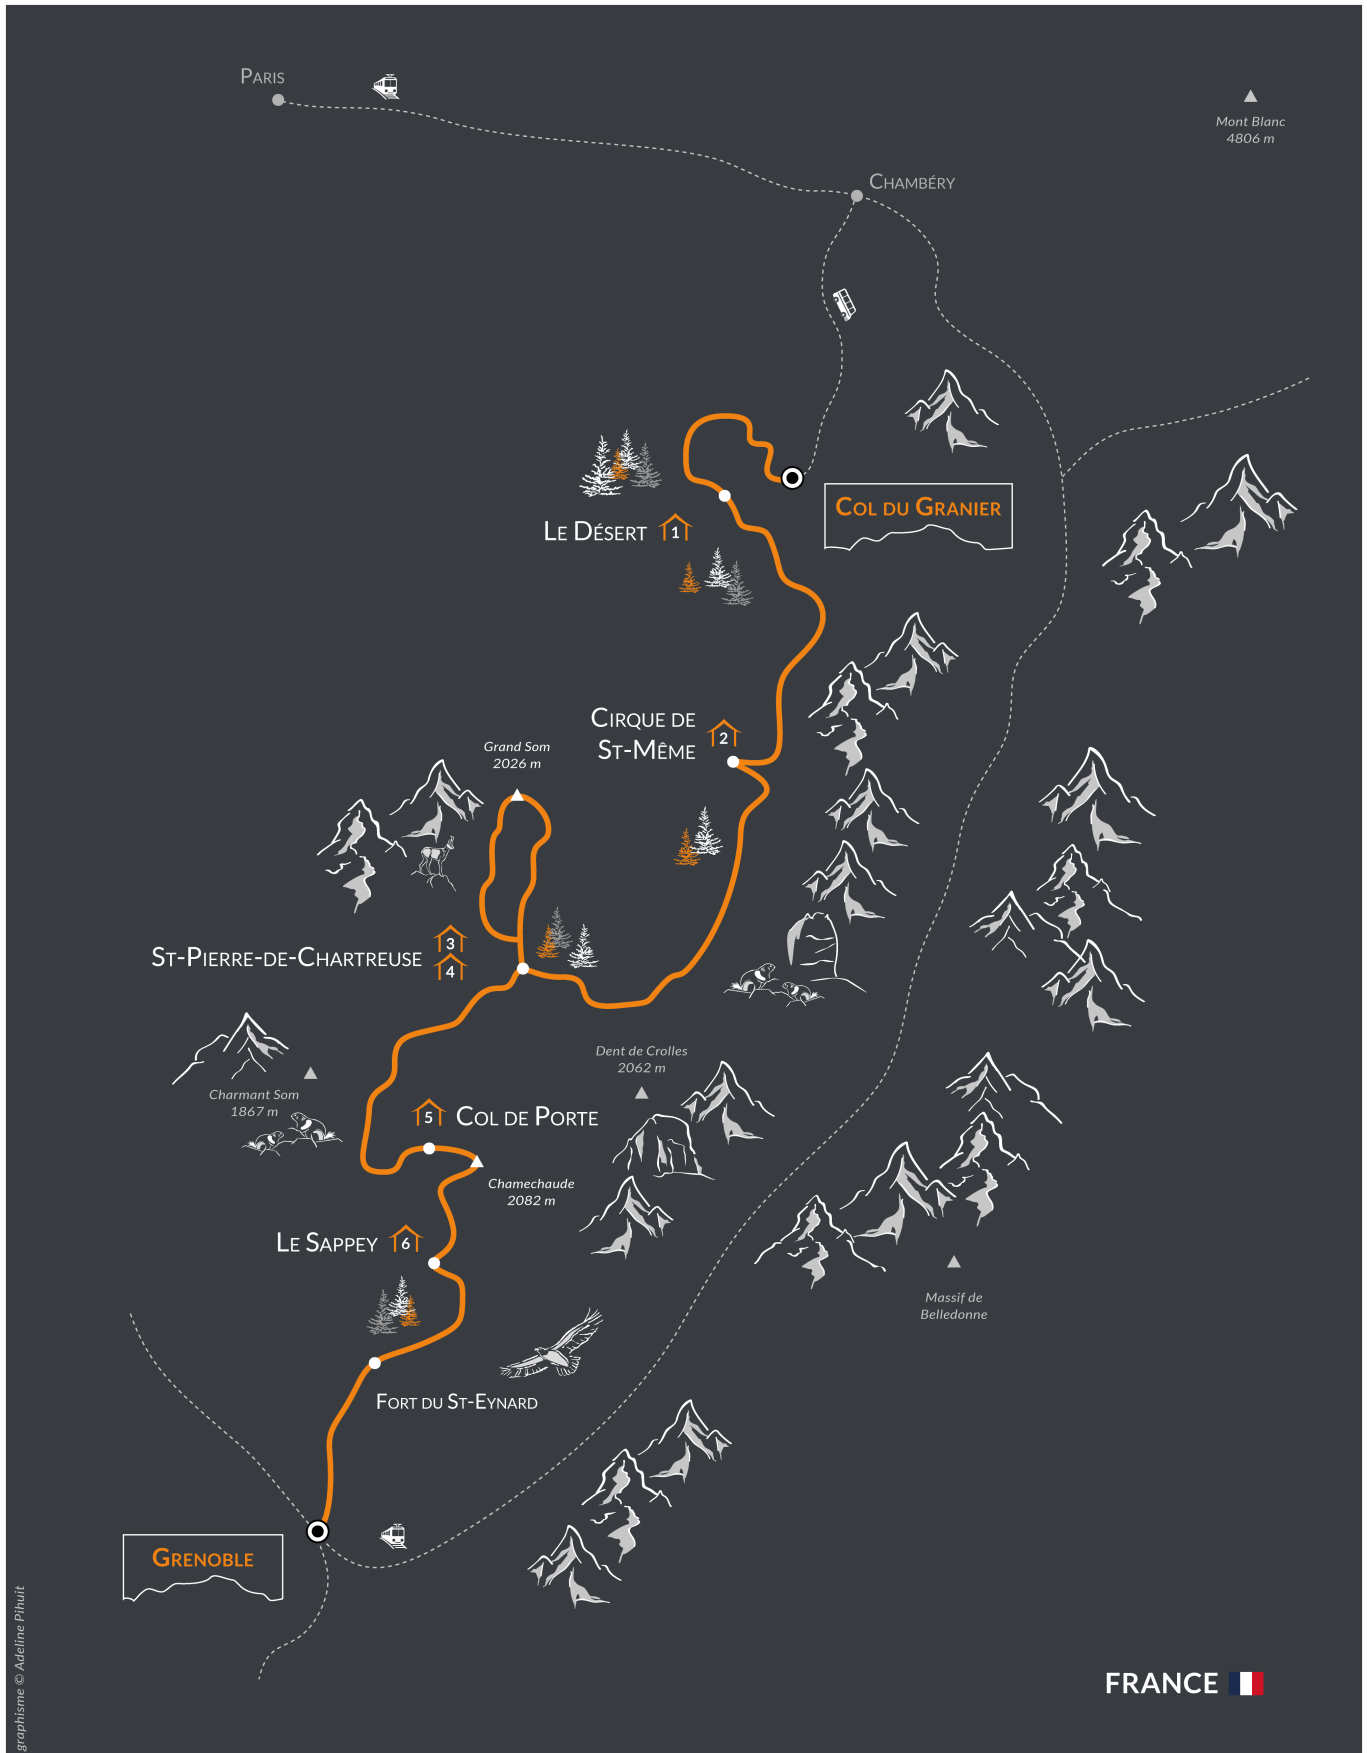 PARIS
Mont Blanc
4806 m
CHAMBÉRY
COL DU GRANIER
LE DÉSERT
1
CIRQUE DE
ST-MÊME
2
Grand Som
2026 m
ST-PIERRE-DE-CHARTREUSE
3
4
Dent de Crolles
2062 m
Charmant Som
1867 m
5
COL DE PORTE
Chamechaude
2082 m
LE SAPPEY
6
Massif de
Belledonne
FORT DU ST-EYNARD
GRENOBLE
graphisme © Adeline Pihuit
FRANCE